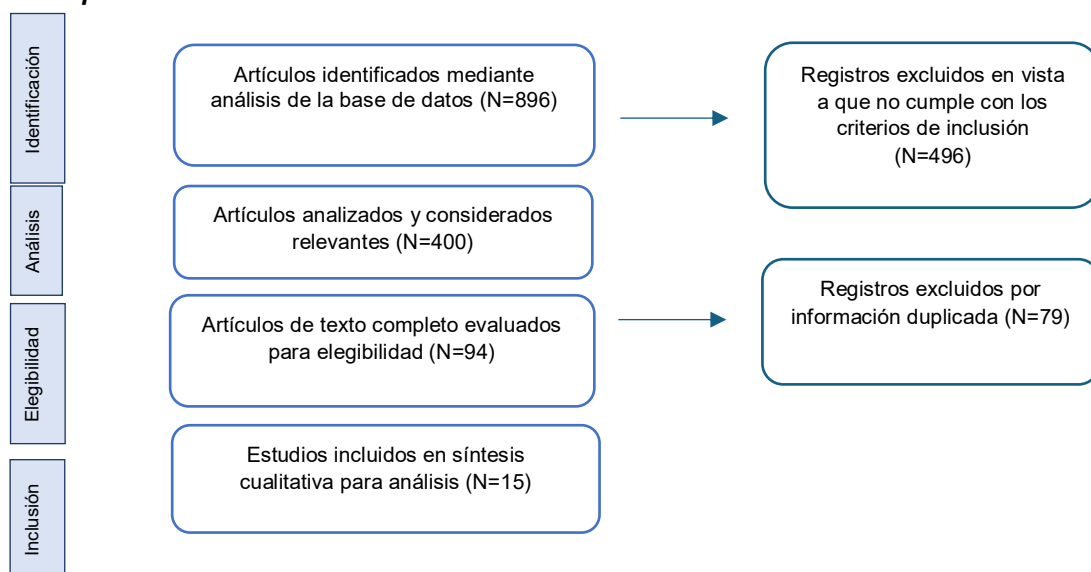 Identificación
Artículos identificados mediante
análisis de la base de datos (N=896)
Registros excluidos en vista
a que no cumple con los
criterios de inclusión
(N=496)
Análisis
Artículos analizados y considerados
relevantes (N=400)
Elegibilidad
Artículos de texto completo evaluados
para elegibilidad (N=94)
Registros excluidos por
información duplicada (N=79)
Inclusión
Estudios incluidos en síntesis
cualitativa para análisis (N=15)